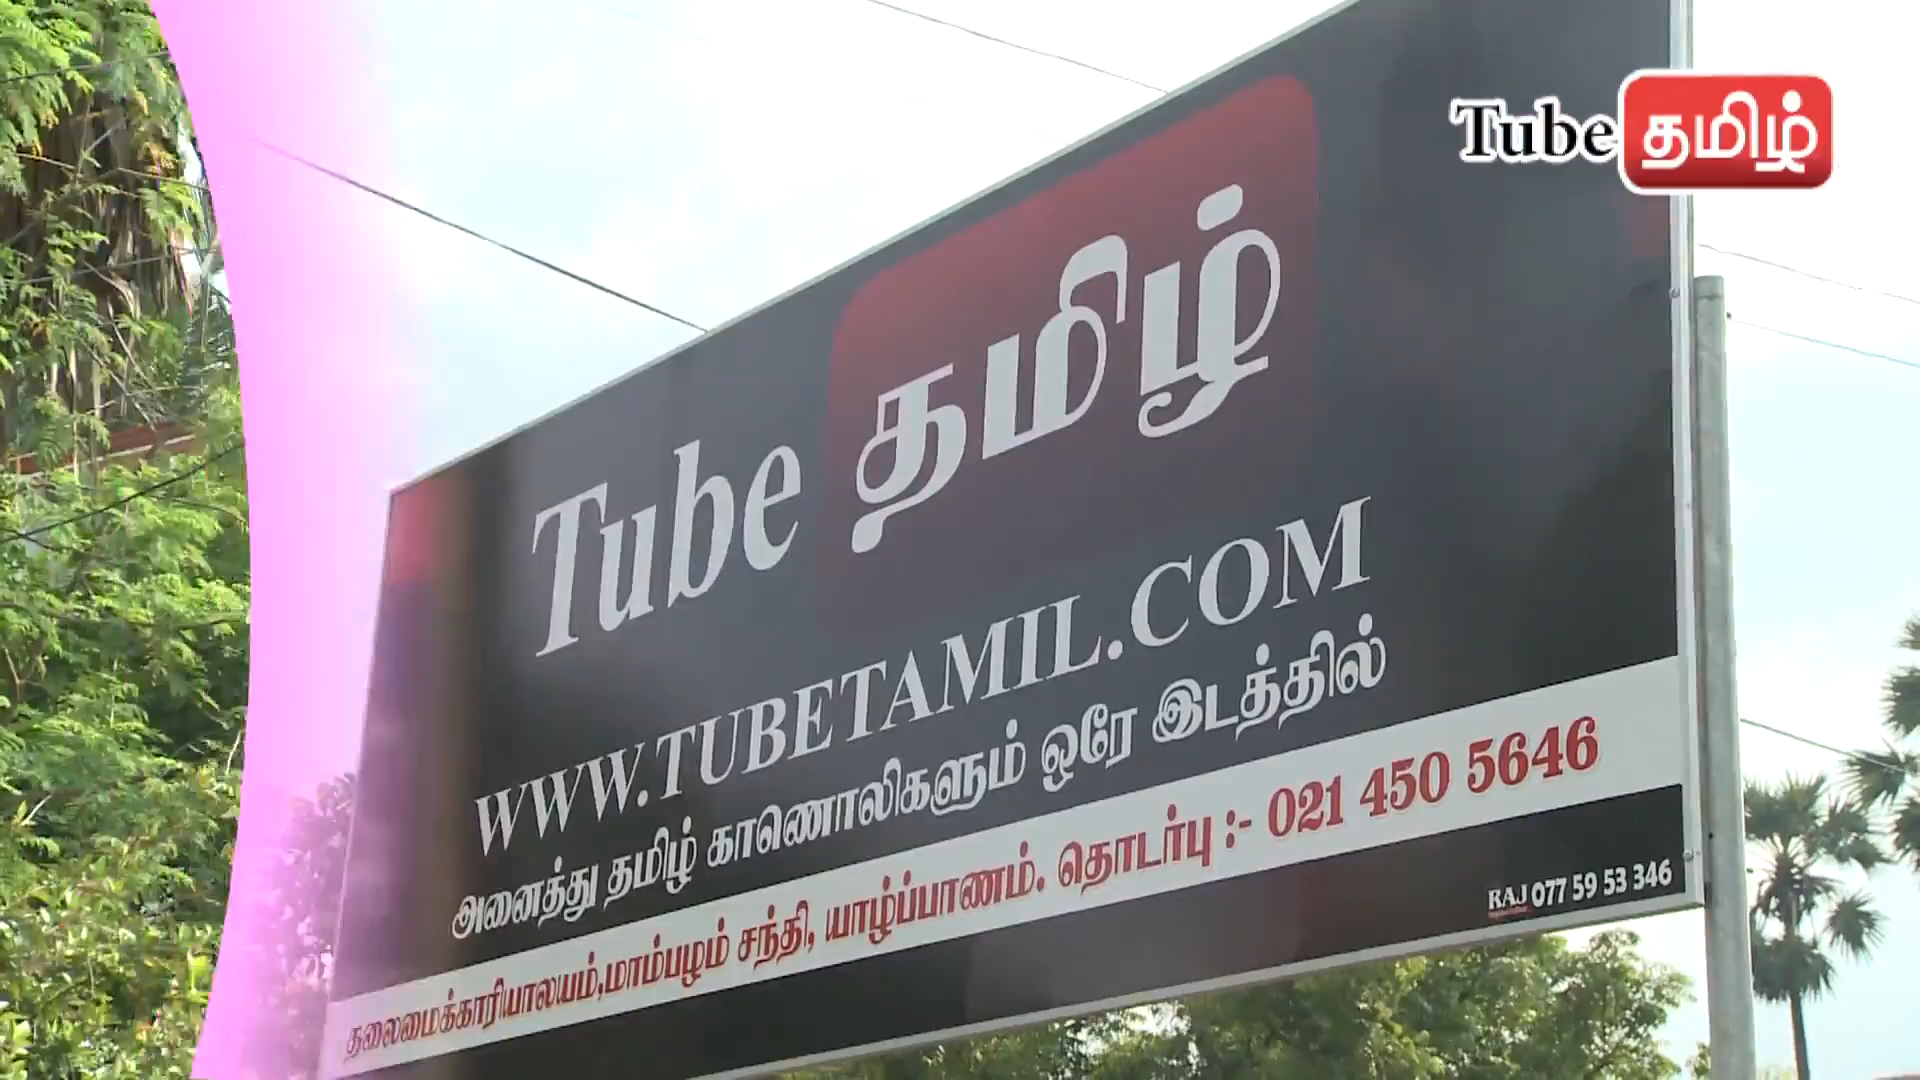 Tube தமிழ்
Tube தமிழ்
WWW.TUBETAMIL.COM
அனைத்து தமிழ் காணொலிகளும் ஒரே இடத்தில்
தலைமைக்காரியாலயம்,மாம்பழம் சந்தி, யாழ்ப்பாணம். தொடர்பு :- 021 450 5646
RAJ 077 59 53 346